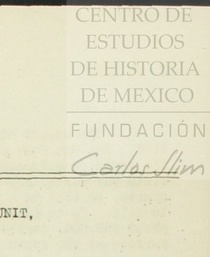 CENTRO DE
ESTUDIOS
DE HISTORIA
DE MEXICO
FUNDACIÓN
Carlos Slim
UNIT,